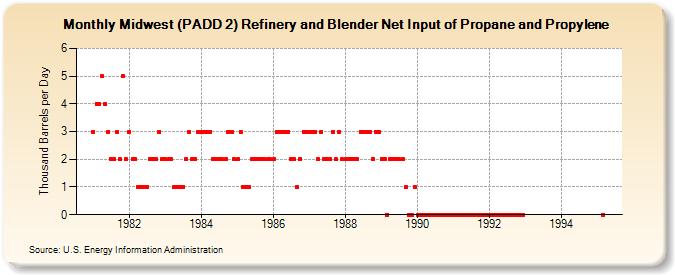 Monthly Midwest (PADD 2) Refinery and Blender Net Input of Propane and Propylene
Thousand Barrels per Day
6
5
4
3
2
1
0
1982 1984 1986 1988 1990 1992 1994
Source: U.S. Energy Information Administration